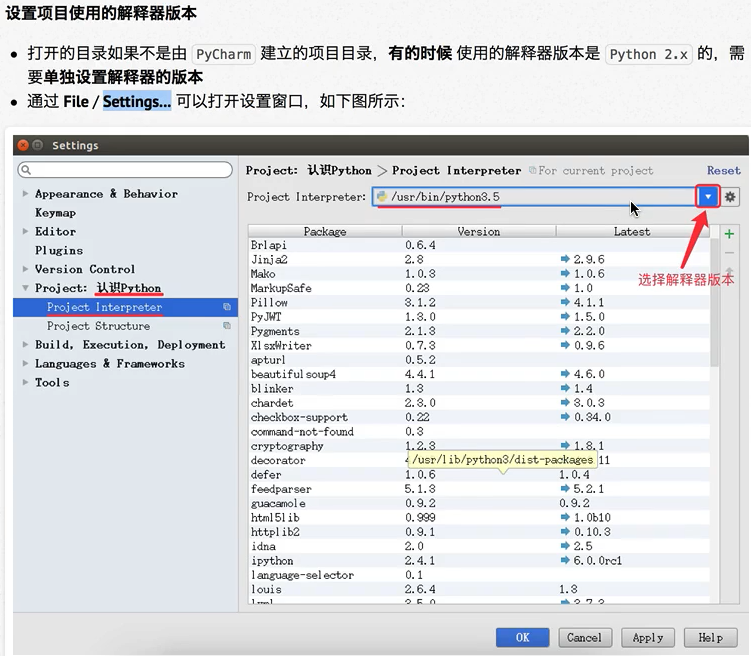 设置项目使用的解释器版本
打开的目录如果不是由 PyCharm 建立的项目目录，有的时候 使用的解释器版本是 Python 2.x 的，需
要单独设置解释器的版本
通过 File / Settings... 可以打开设置窗口，如下图所示：
Settings
Project: 认识Python > Project Interpreter For current project Reset
Project Interpreter: /usr/bin/python3.5
Appearance & Behavior
Keymap
Editor
Plugins
Version Control
Project: 认识Python
Project Interpreter
Project Structure
Build, Execution, Deployment
Languages & Frameworks
Tools
Package Version Latest
Brlapi 0.6.4
Jinja2 2.8 2.9.6
Mako 1.0.3 1.0.6
MarkupSafe 0.23 1.0
Pillow 3.1.2 4.1.1
PyJWT 1.3.0 1.5.0
Pygments 2.1.3 2.2.0
XlsxWriter 0.7.3 0.9.6
apturl 0.5.2
beautifulsoup4 4.4.1 4.6.0
blinker 1.3 1.4
chardet 2.3.0 3.0.3
checkbox-support 0.22 0.34.0
command-not-found 0.3
cryptography 1.2.3 1.8.1
decorator 11
/usr/lib/python3/dist-packages
defer 1.0.6 1.0.4
feedparser 5.1.3 5.2.1
guacamole 0.9.2 0.9.2
html5lib 0.999 1.0b10
httplib2 0.9.1 0.10.3
idna 2.0 2.5
ipython 2.4.1 6.0.0rc1
language-selector 0.1
louis 2.6.4 1.3
选择解释器版本
OK Cancel Apply Help